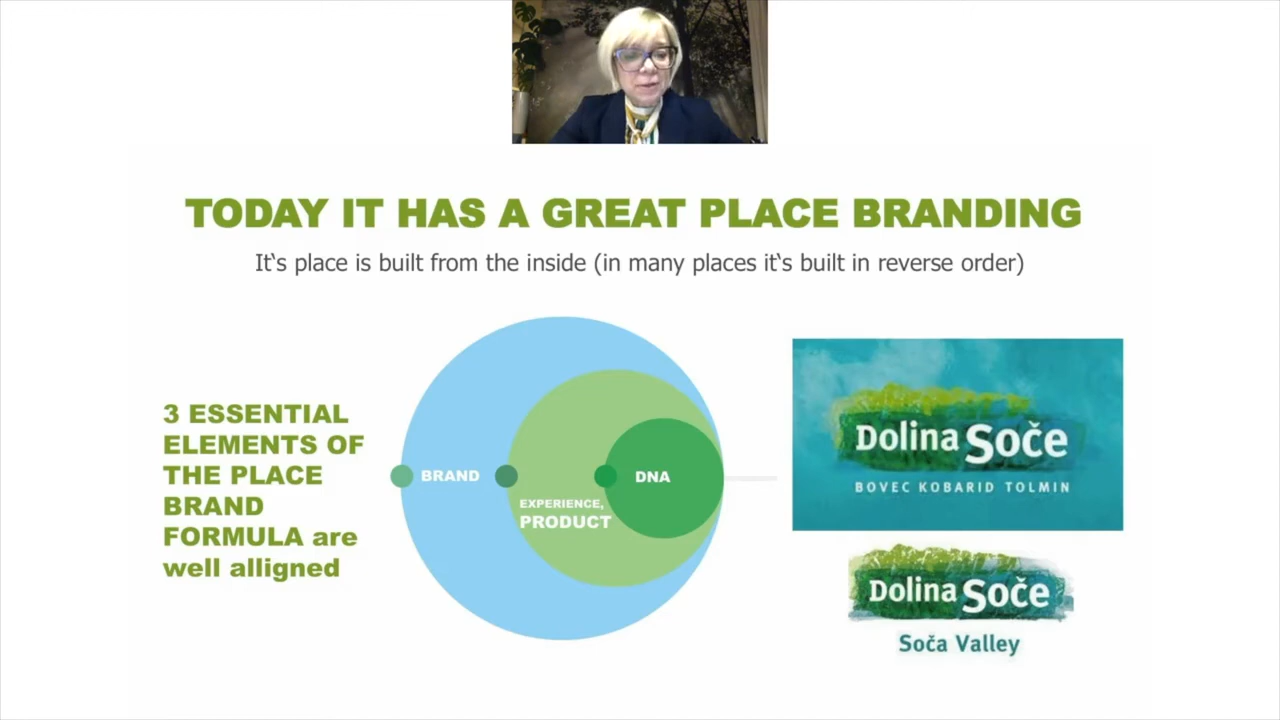 TODAY IT HAS A GREAT PLACE BRANDING
It's place is built from the inside (in many places it's built in reverse order)
3 ESSENTIAL
ELEMENTS OF
THE PLACE
BRAND
FORMULA are
well alligned
BRAND
EXPERIENCE,
PRODUCT
DNA
Dolina Soče
BOVEC KOBARID TOLMIN
Dolina Soče
Soča Valley